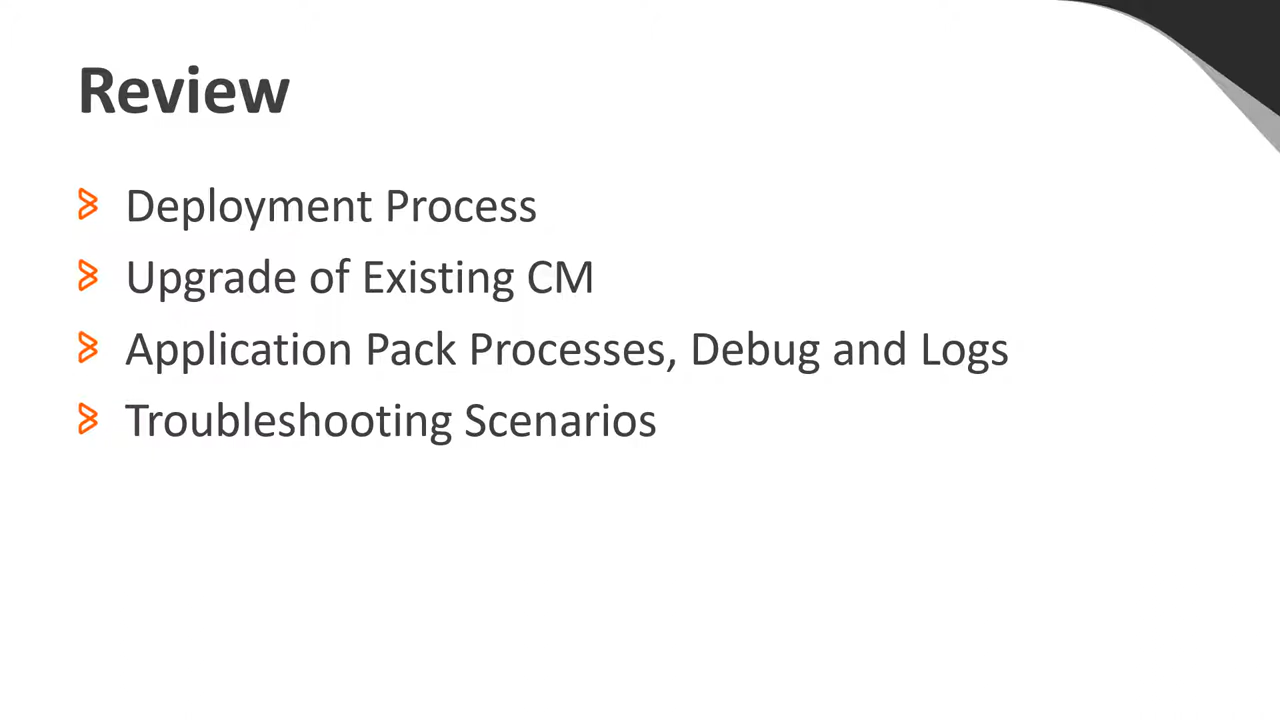 Review
Deployment Process
Upgrade of Existing CM
Application Pack Processes, Debug and Logs
Troubleshooting Scenarios